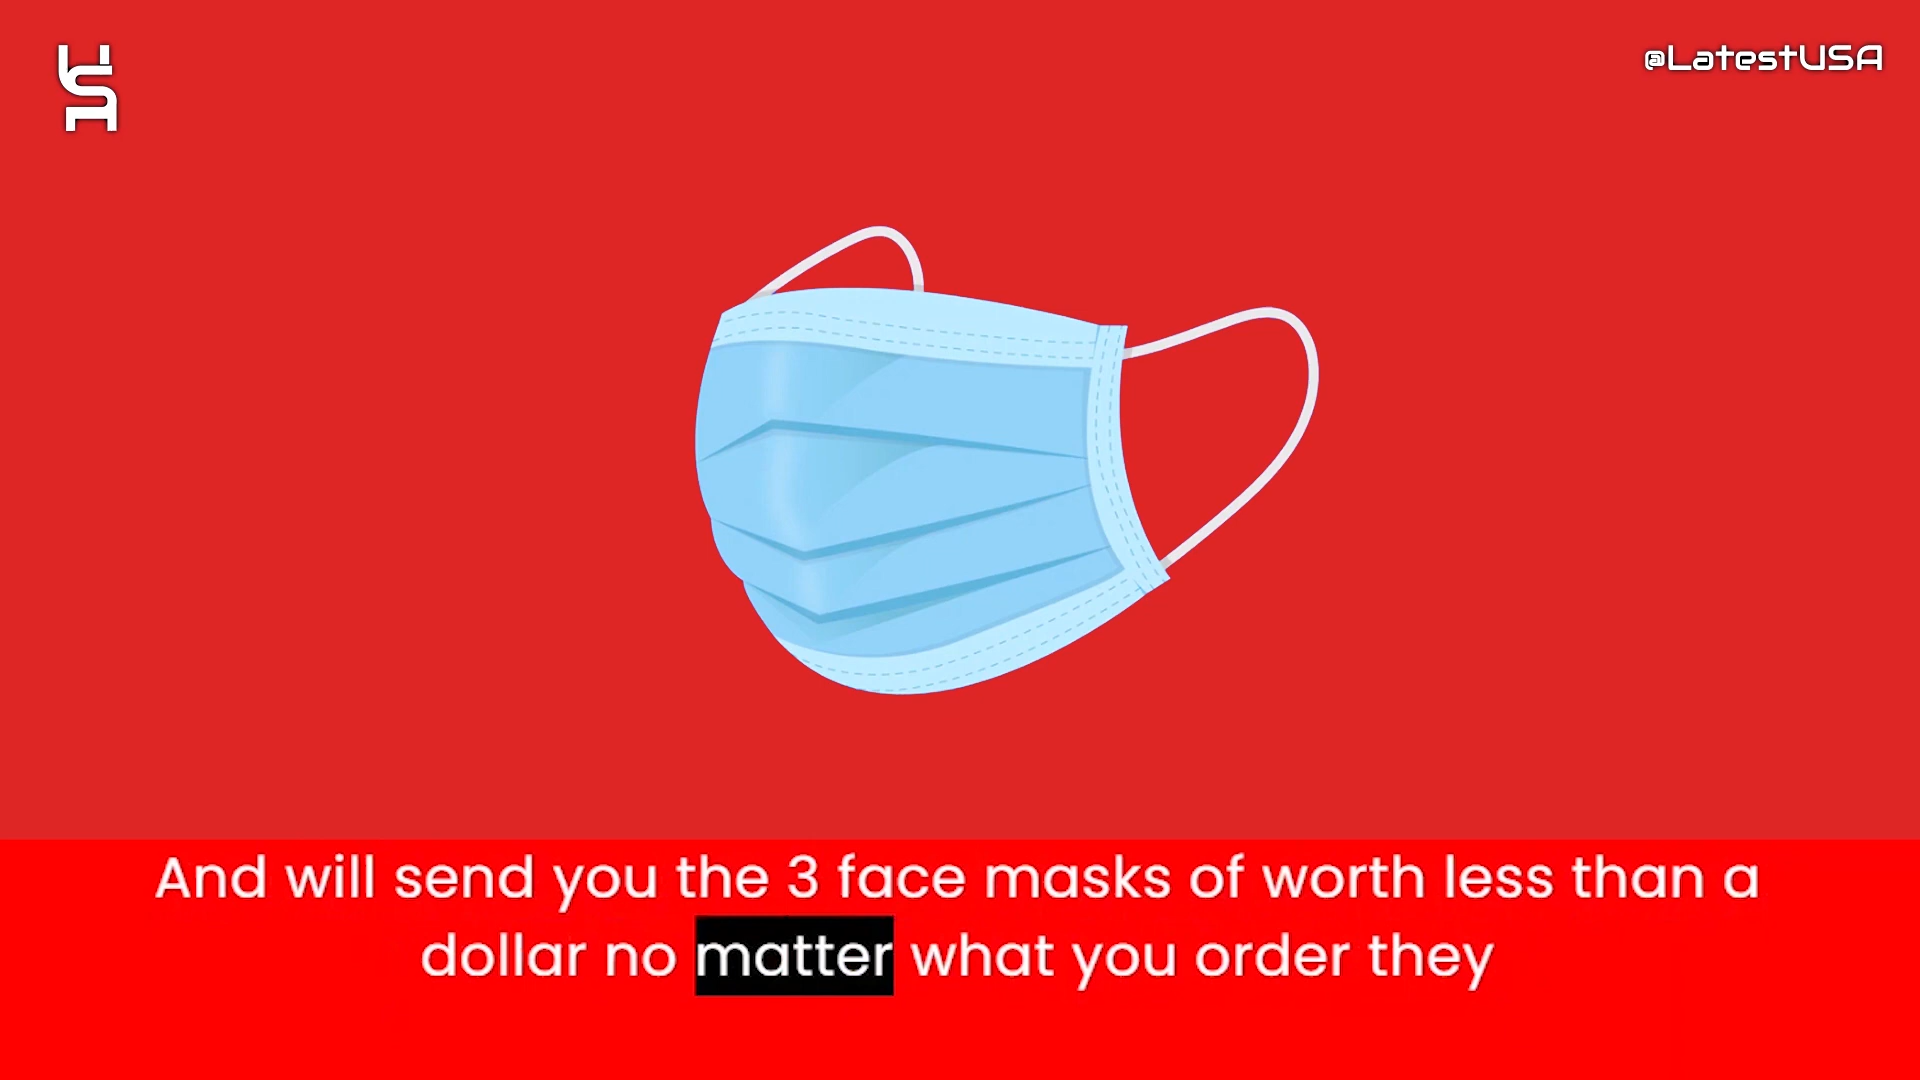 USA
@LatestUSA
And will send you the 3 face masks of worth less than a
dollar no matter what you order they